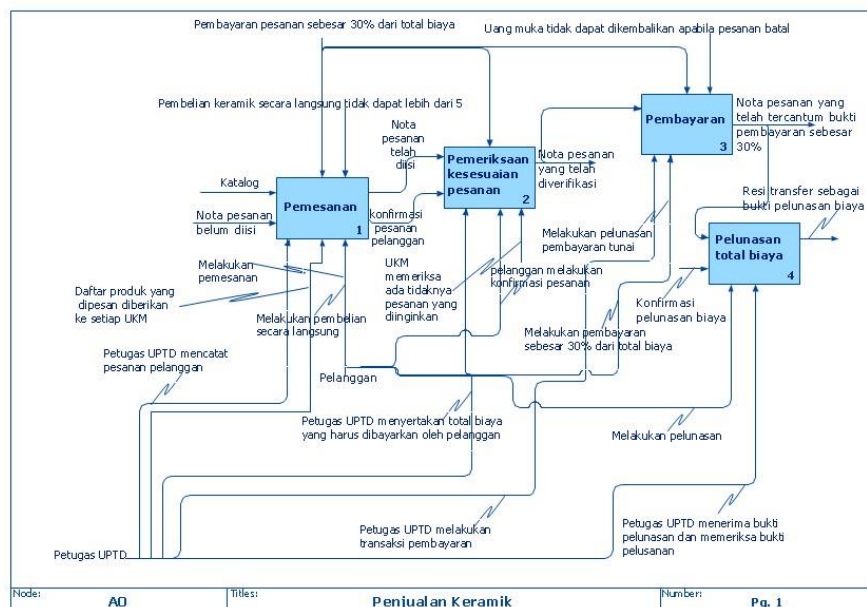 Pembayaran pesanan sebesar 30% dari total biaya
Uang muka tidak dapat dikembalikan apabila pesanan batal
Pembelian keramik secara langsung tidak dapat lebih dari 5
Nota
pesanan
telah
diisi
Pembayaran
3
Nota pesanan yang
telah tercantum bukti
pembayaran sebesar
30%
Pemeriksaan
kesesuaian
pesanan
2
Nota pesanan
yang telah
diverifikasi
Katalog
Pemesanan
1
Nota pesanan
belum diisi
konfirmasi
pesanan
pelanggan
Resi transfer sebagai
bukti pelunasan biaya
Pelunasan
total biaya
4
Melakukan
pemesanan
Daftar produk yang
dipesan diberikan
ke setiap UKM
Melakukan pembelian
secara langsung
UKM
memeriksa
ada tidaknya
pesanan yang
diinginkan
pelanggan melakukan
konfirmasi pesanan
Melakukan pelunasan
pembayaran tunai
Konfirmasi
pelunasan biaya
Melakukan pembayaran
sebesar 30% dari total biaya
Petugas UPTD mencatat
pesanan pelanggan
Pelanggan
Petugas UPTD menyertakan total biaya
yang harus dibayarkan oleh pelanggan
Melakukan pelunasan
Petugas UPTD melakukan
transaksi pembayaran
Petugas UPTD menerima bukti
pelunasan dan memeriksa bukti
pelusanan
Petugas UPTD
Node:
A0
Titles:
Penjualan Keramik
Number:
Pg. 1